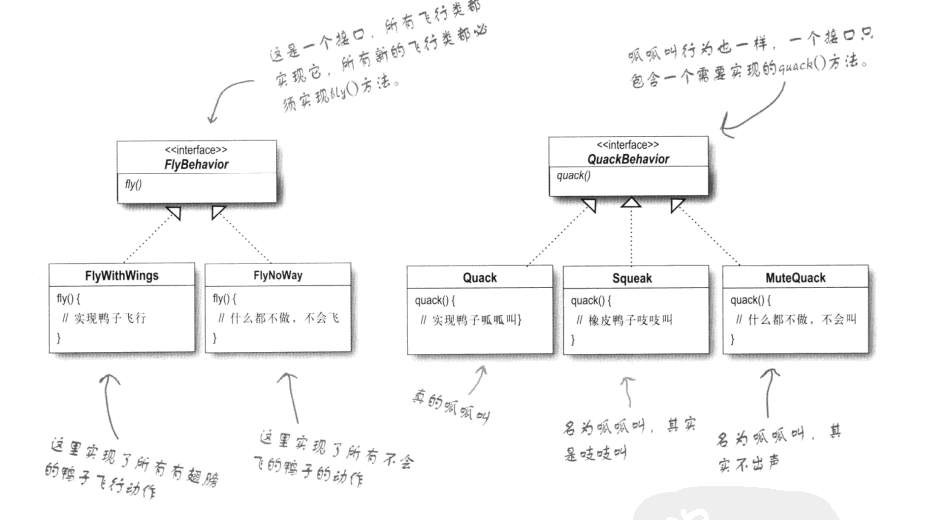 这是一个接口，所有飞行类都
实现它，所有新的飞行类都必
须实现fly()方法。
呱呱叫行为也一样，一个接口只
包含一个需要实现的quack()方法。
<<interface>>
FlyBehavior
fly()
<<interface>>
QuackBehavior
quack()
FlyWithWings
fly() {
// 实现鸭子飞行
}
FlyNoWay
fly() {
// 什么都不做，不会飞
}
Quack
quack() {
// 实现鸭子呱呱叫}
Squeak
quack() {
// 橡皮鸭子吱吱叫
}
MuteQuack
quack() {
// 什么都不做，不会叫
}
这里实现了所有有翅膀
的鸭子飞行动作
这里实现了所有不会
飞的鸭子的动作
真的呱呱叫
名为呱呱叫，其实
是吱吱叫
名为呱呱叫，其
实不出声